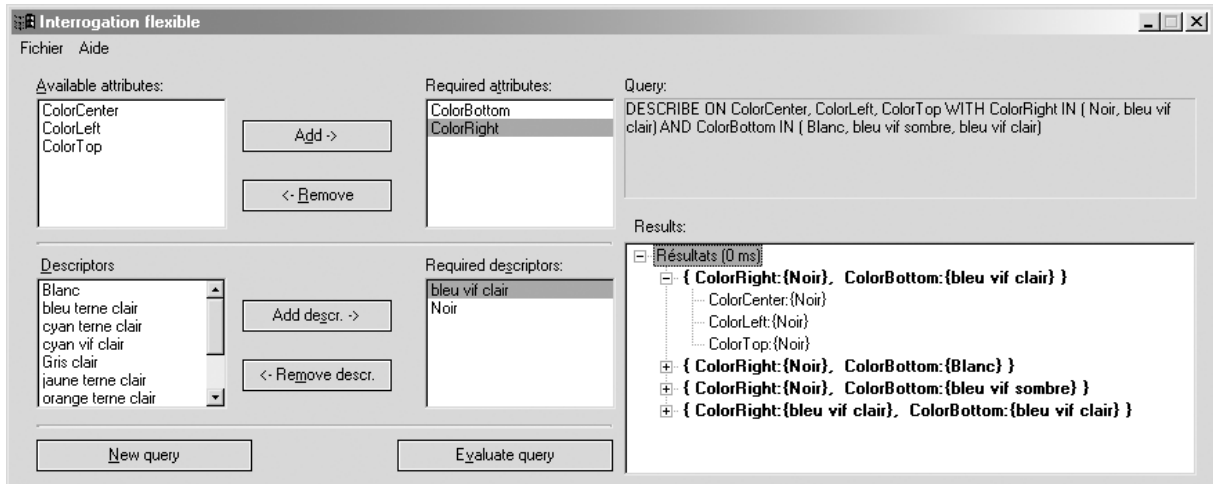 Interrogation flexible
Fichier Aide
Available attributes:
ColorCenter
ColorLeft
ColorTop
Add ->
<- Remove
Required attributes:
ColorBottom
ColorRight
Query:
DESCRIBE ON ColorCenter, ColorLeft, ColorTop WITH ColorRight IN ( Noir, bleu vif
clair) AND ColorBottom IN ( Blanc, bleu vif sombre, bleu vif clair)
Descriptors
Blanc
bleu terne clair
cyan terne clair
cyan vif clair
Gris clair
jaune terne clair
orange terne clair
Add descr. ->
<- Remove descr.
Required descriptors:
bleu vif clair
Noir
Results:
Résultats (0 ms)
{ ColorRight:{Noir}, ColorBottom:{bleu vif clair} }
ColorCenter:{Noir}
ColorLeft:{Noir}
ColorTop:{Noir}
{ ColorRight:{Noir}, ColorBottom:{Blanc} }
{ ColorRight:{Noir}, ColorBottom:{bleu vif sombre} }
{ ColorRight:{bleu vif clair}, ColorBottom:{bleu vif clair} }
New query
Evaluate query